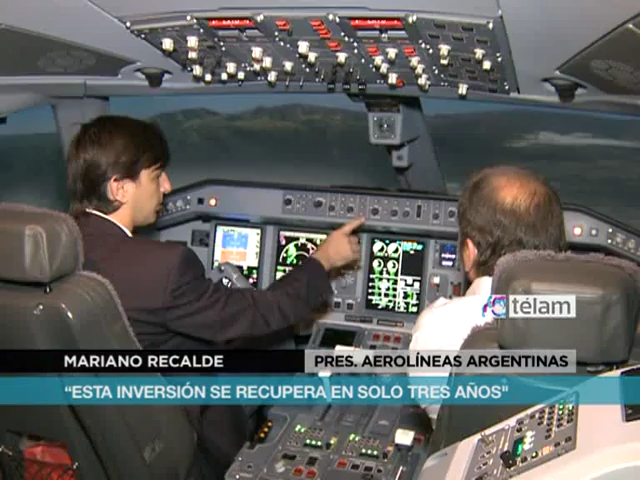 télam
MARIANO RECALDE
PRES. AEROLÍNEAS ARGENTINAS
“ESTA INVERSIÓN SE RECUPERA EN SOLO TRES AÑOS"